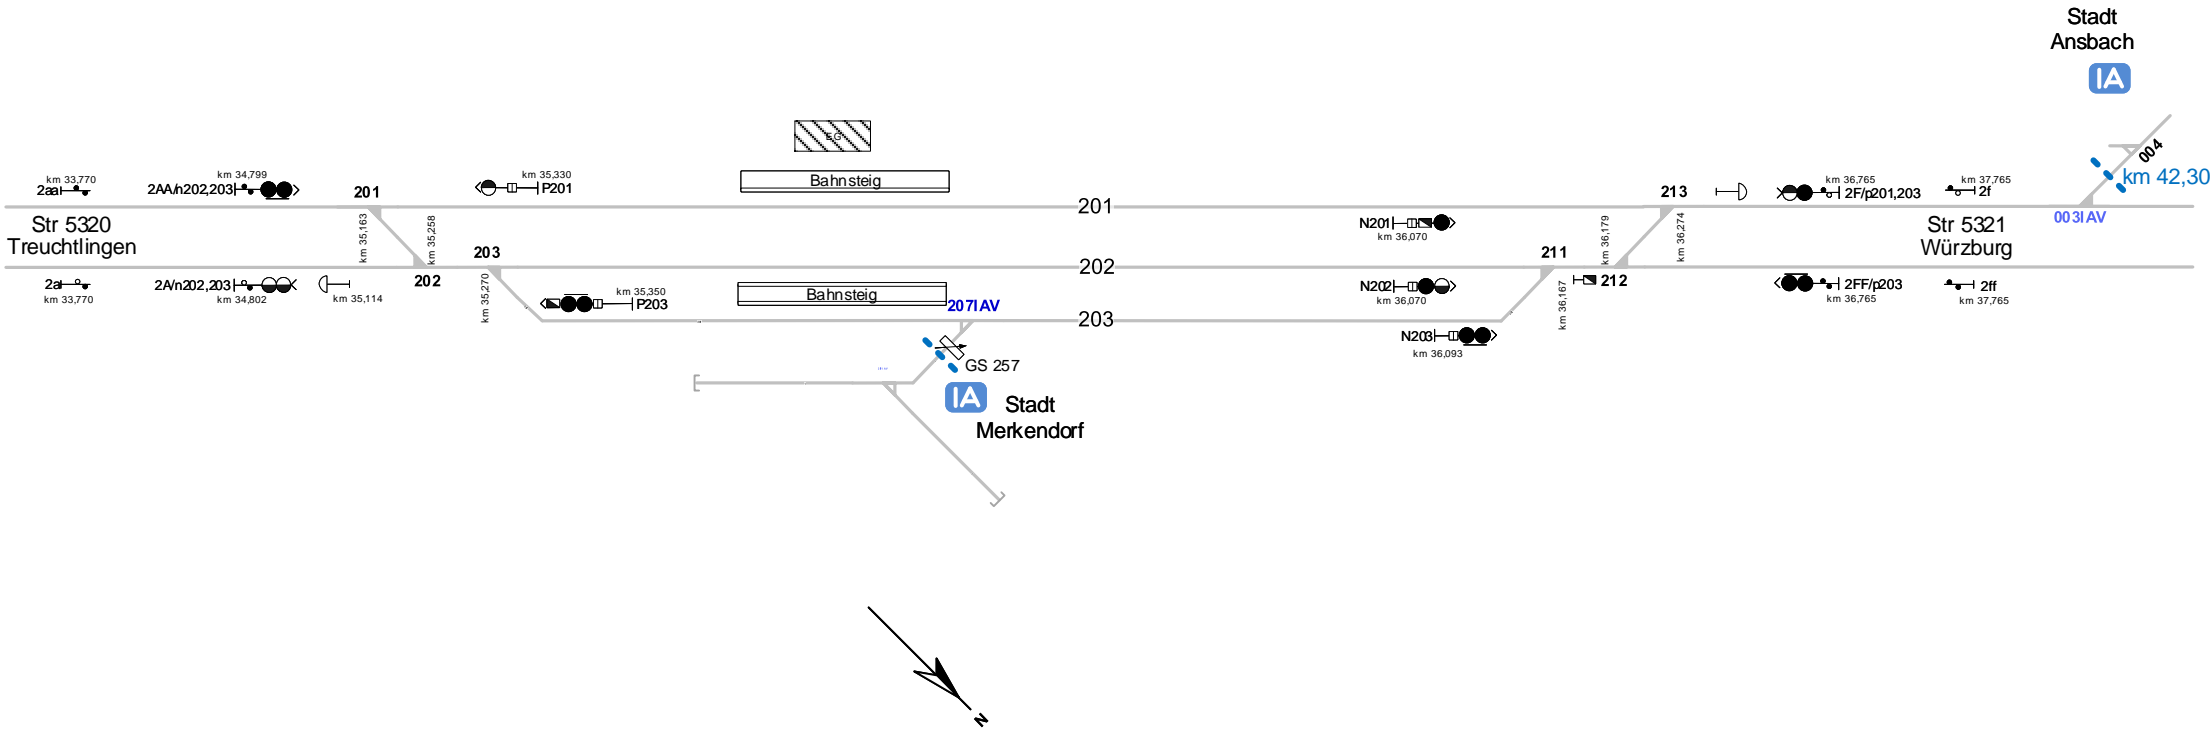 Stadt
Ansbach
IA
004
km 42,30
EG
km 33,770
2aa
km 34,799
2AA/n202,203
201
km 35,330
P201
Bahnsteig
201
213
km 36,765
2F/p201,203
km 37,765
2f
003IAV
Str 5320
Treuchtlingen
km 35,163
km 35,258
203
N201
km 36,070
211
km 36,179
km 36,274
Str 5321
Würzburg
202
2a
km 33,770
2A/n202,203
km 34,802
km 35,114
202
km 35,270
km 35,350
P203
Bahnsteig
207IAV
N202
km 36,070
km 36,167
212
2FF/p203
km 36,765
2ff
km 37,765
203
N203
km 36,093
GS 257
IA
Stadt
Merkendorf
N